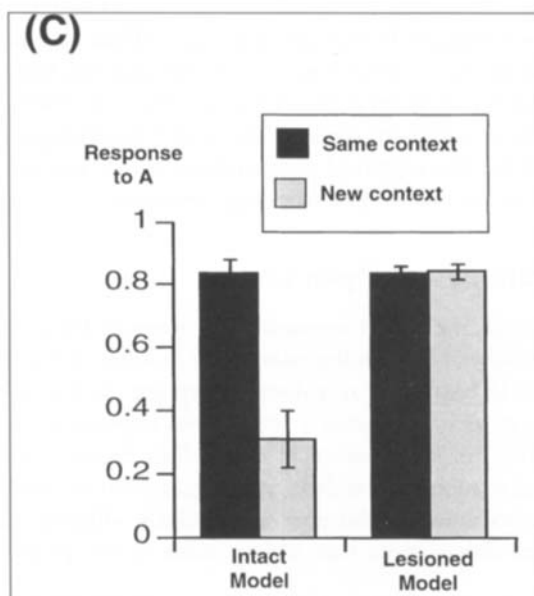 (C)
Response
to A
Same context
New context
1
0.8
0.6
0.4
0.2
0
Intact
Model
Lesioned
Model